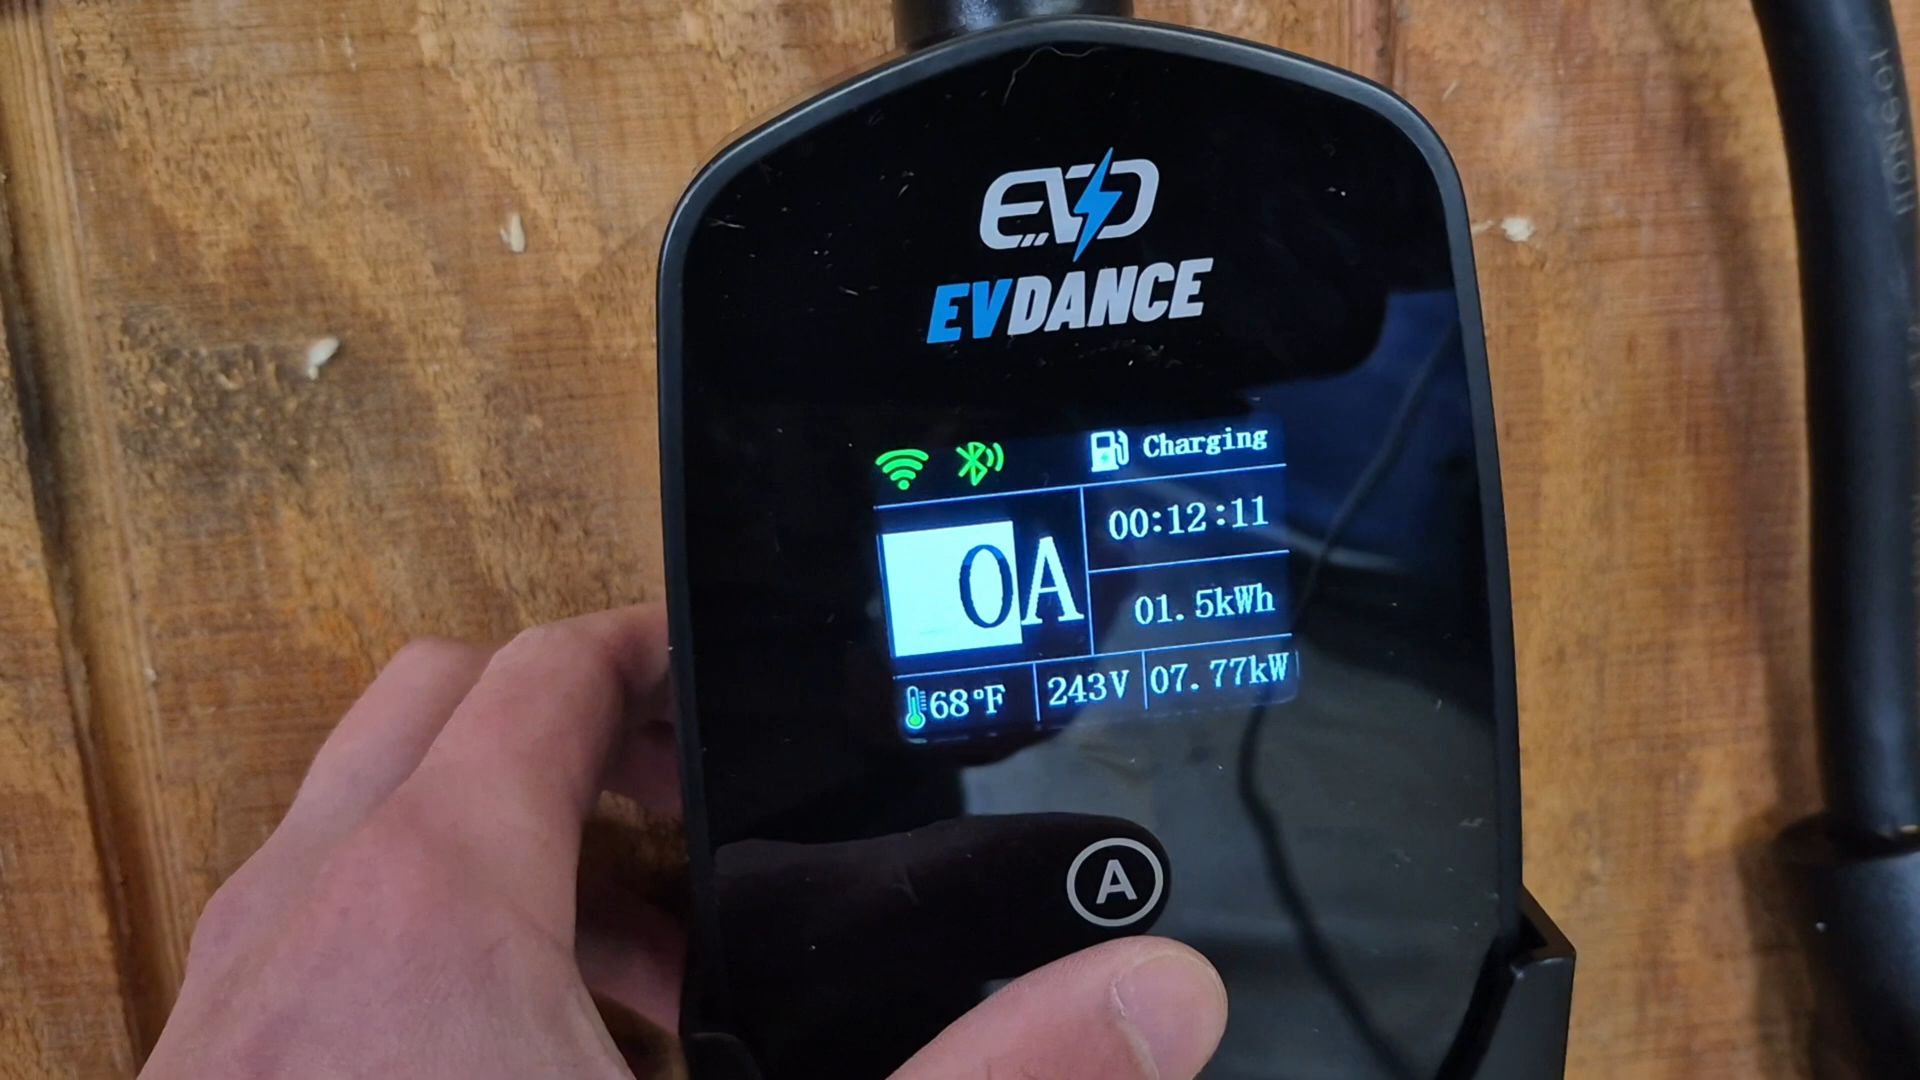 EVD
EVDANCE
Charging
00:12:11
0A
01.5kWh
68°F 243V 07.77kW
A